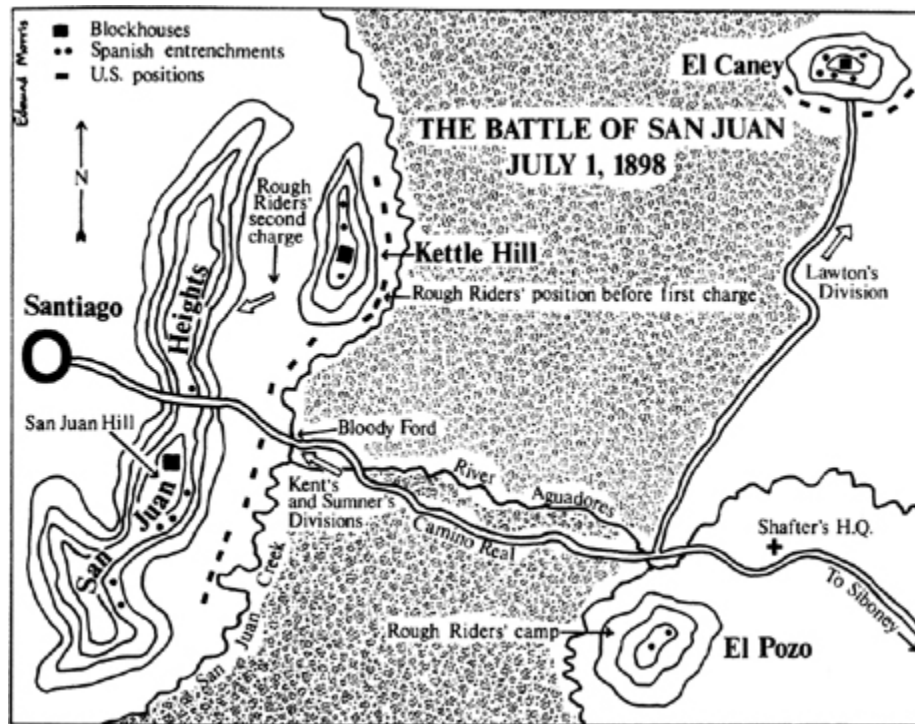 Edmund Morris
Blockhouses
Spanish entrenchments
U.S. positions
N
El Caney
THE BATTLE OF SAN JUAN
JULY 1, 1898
Rough
Riders'
second
charge
Kettle Hill
Rough Riders' position before first charge
Lawton's
Division
Santiago
Heights
San Juan Hill
Bloody Ford
Kent's
and Sumner's
Divisions
River
Aguadores
Camino Real
Shafter's H.Q.
To Siboney
San Juan
San Juan Creek
Rough Riders' camp
El Pozo